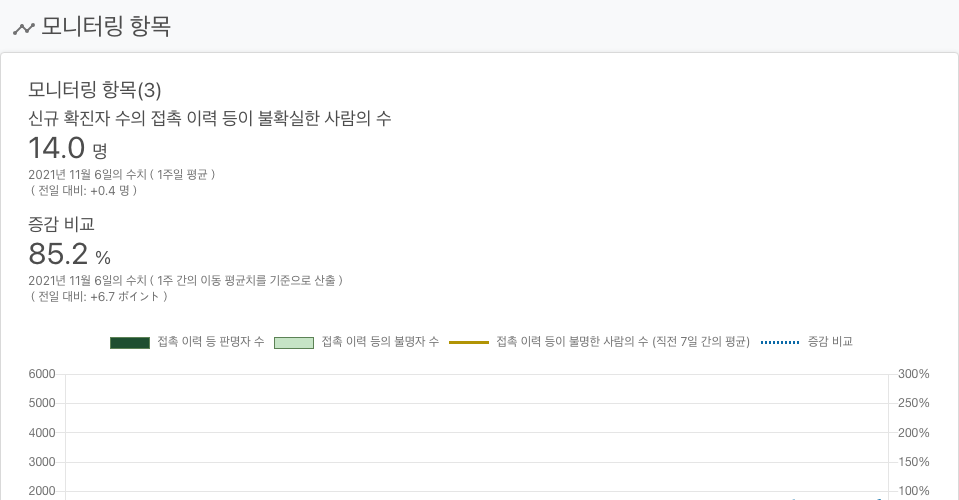 모니터링 항목
모니터링 항목(3)
신규 확진자 수의 접촉 이력 등이 불확실한 사람의 수
14.0 명
2021년 11월 6일의 수치 ( 1주일 평균 )
( 전일 대비: +0.4 명 )
증감 비교
85.2 %
2021년 11월 6일의 수치 ( 1주 간의 이동 평균치를 기준으로 산출 )
( 전일 대비: +6.7 ポイント )
접촉 이력 등 판명자 수 접촉 이력 등의 불명자 수 접촉 이력 등이 불명한 사람의 수 (직전 7일 간의 평균) 증감 비교
6000 300%
5000 250%
4000 200%
3000 150%
2000 100%